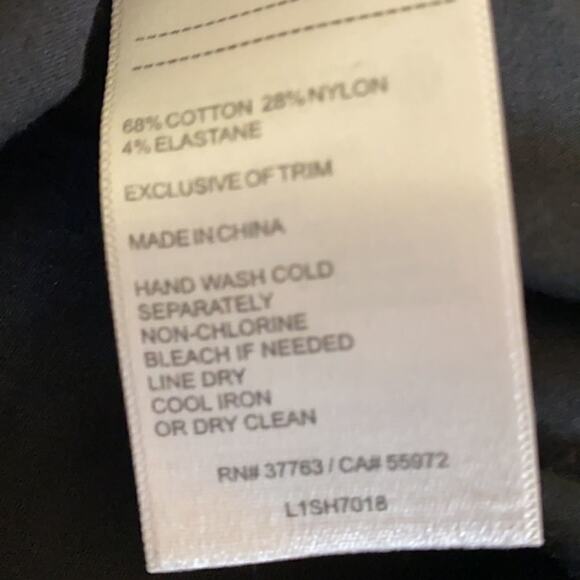 68% COTTON 28% NYLON
4% ELASTANE
EXCLUSIVE OF TRIM
MADE IN CHINA
HAND WASH COLD
SEPARATELY
NON-CHLORINE
BLEACH IF NEEDED
LINE DRY
COOL IRON
OR DRY CLEAN
RN# 37763 / CA# 55972
L1SH7018